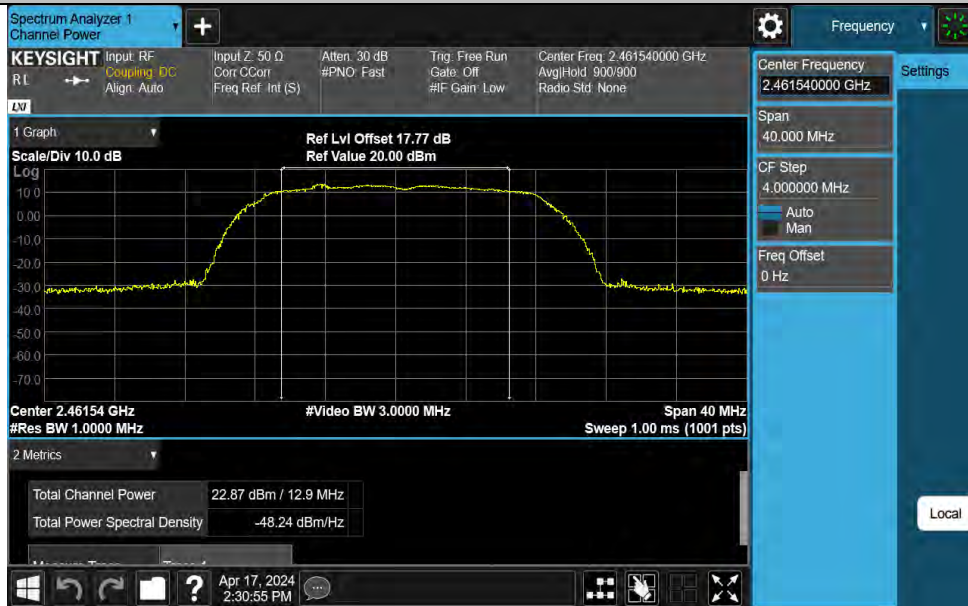 Spectrum Analyzer 1
Channel Power
+
Frequency
KEYSIGHT
Input: RF
Coupling: DC
Align: Auto
Input Z: 50 Ω
Corr CCorr
Freq Ref: Int (S)
Atten: 30 dB
#PNO: Fast
Trig: Free Run
Gate: Off
#IF Gain: Low
Center Freq: 2.461540000 GHz
Avg|Hold: 900/900
Radio Std: None
LXI
Center Frequency
2.461540000 GHz
Settings
Span
40.000 MHz
CF Step
4.000000 MHz
Auto
Man
Freq Offset
0 Hz
Local
1 Graph
Scale/Div 10.0 dB
Ref Lvl Offset 17.77 dB
Ref Value 20.00 dBm
Log
10.0
0.00
-10.0
-20.0
-30.0
-40.0
-50.0
-60.0
-70.0
Center 2.46154 GHz
#Video BW 3.0000 MHz
Span 40 MHz
#Res BW 1.0000 MHz
Sweep 1.00 ms (1001 pts)
2 Metrics
Total Channel Power 22.87 dBm / 12.9 MHz
Total Power Spectral Density -48.24 dBm/Hz
?
Apr 17, 2024
2:30:55 PM